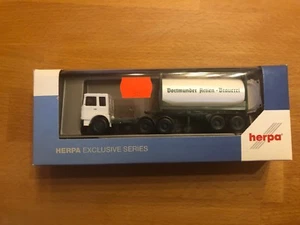 Dortmunder Actien-Brauerei
HERPA EXCLUSIVE SERIES
herpa